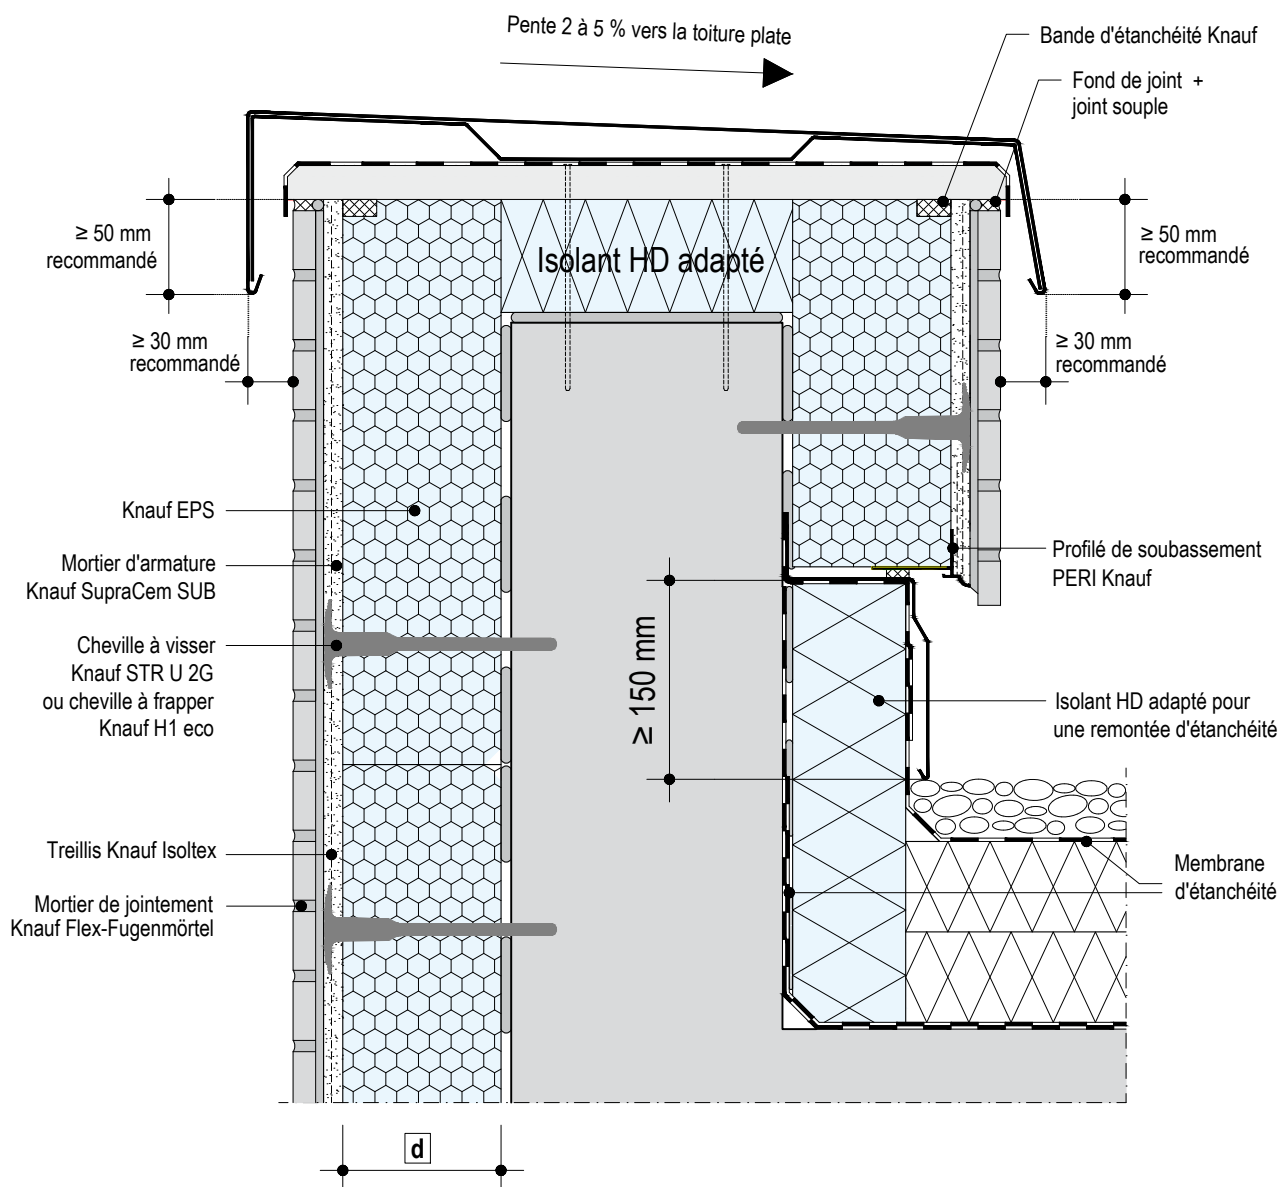 Pente 2 à 5 % vers la toiture plate
Bande d'étanchéité Knauf
Fond de joint +
joint souple
≥ 50 mm
recommandé
Isolant HD adapté
≥ 50 mm
recommandé
≥ 30 mm
recommandé
≥ 30 mm
recommandé
Knauf EPS
Mortier d'armature
Knauf SupraCem SUB
Profilé de soubassement
PERI Knauf
Cheville à visser
Knauf STR U 2G
ou cheville à frapper
Knauf H1 eco
≥ 150 mm
Isolant HD adapté pour
une remontée d'étanchéité
Treillis Knauf Isoltex
Membrane
d'étanchéité
Mortier de jointement
Knauf Flex-Fugenmörtel
d